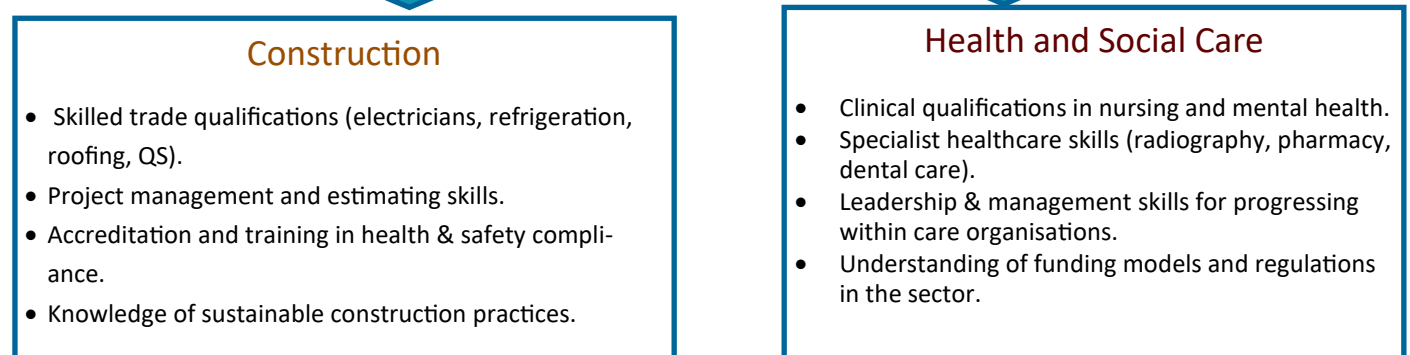 Construction
• Skilled trade qualifications (electricians, refrigeration,
roofing, QS).
• Project management and estimating skills.
• Accreditation and training in health & safety compli-
ance.
• Knowledge of sustainable construction practices.
Health and Social Care
• Clinical qualifications in nursing and mental health.
• Specialist healthcare skills (radiography, pharmacy,
dental care).
• Leadership & management skills for progressing
within care organisations.
• Understanding of funding models and regulations
in the sector.